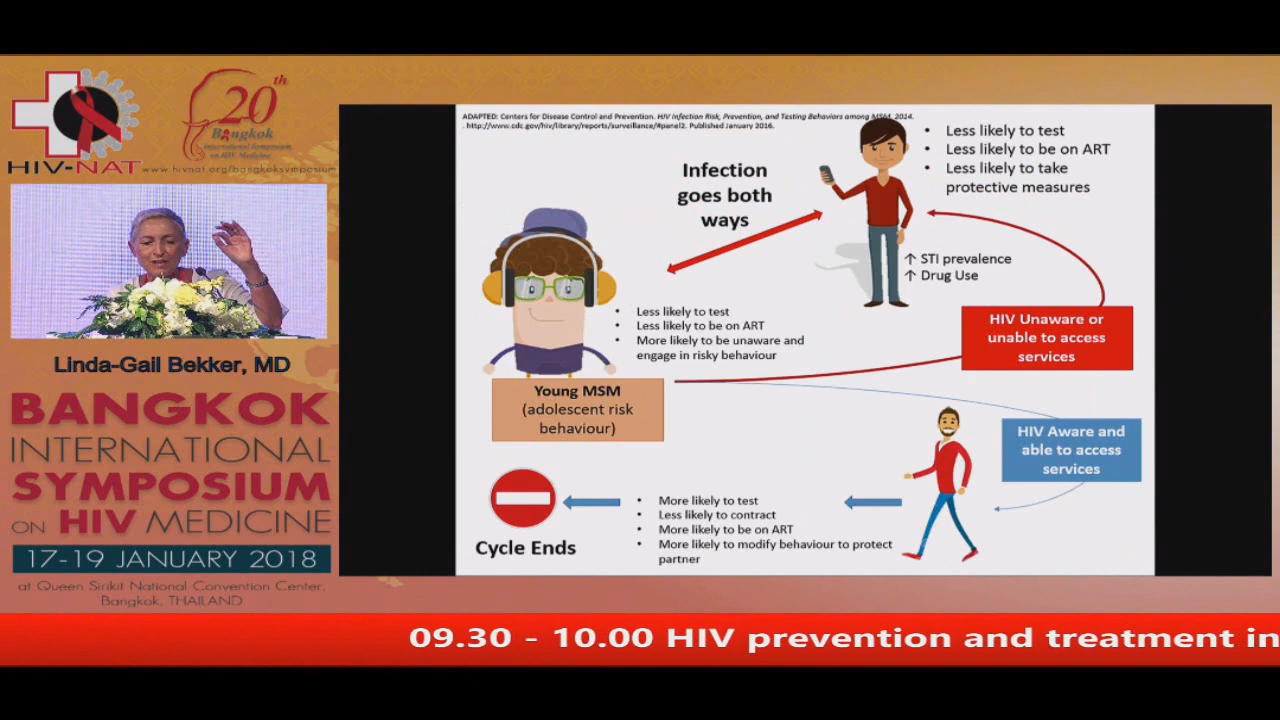 HIV-NAT
20th
Bangkok
International Symposium
on HIV Medicine
www.hivnat.org/bangkoksymposium
Linda-Gail Bekker, MD
BANGKOK
INTERNATIONAL
SYMPOSIUM
ON HIV MEDICINE
17-19 JANUARY 2018
at Queen Sirikit National Convention Center,
Bangkok, THAILAND
ADAPTED: Centers for Disease Control and Prevention. HIV Infection Risk, Prevention, and Testing Behaviors among MSM, 2014.
. http://www.cdc.gov/hiv/library/reports/surveillance/#panel2. Published January 2016.
Infection
goes both
ways
• Less likely to test
• Less likely to be on ART
• Less likely to take
protective measures
↑ STI prevalence
↑ Drug Use
• Less likely to test
• Less likely to be on ART
• More likely to be unaware and
engage in risky behaviour
HIV Unaware or
unable to access
services
Young MSM
(adolescent risk
behaviour)
HIV Aware and
able to access
services
• More likely to test
• Less likely to contract
• More likely to be on ART
• More likely to modify behaviour to protect
partner
Cycle Ends
09.30 - 10.00 HIV prevention and treatment in